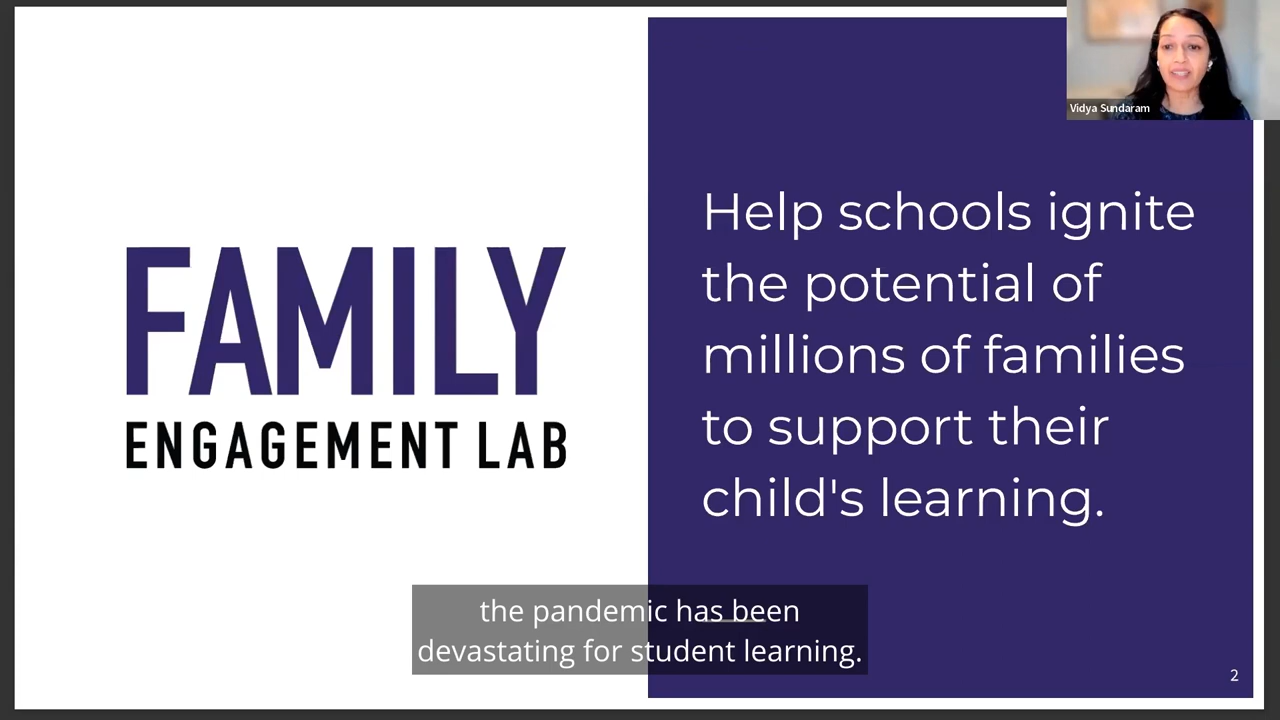 Vidya Sundaram
FAMILY
ENGAGEMENT LAB
Help schools ignite
the potential of
millions of families
to support their
child's learning.
the pandemic has been
devastating for student learning.
2